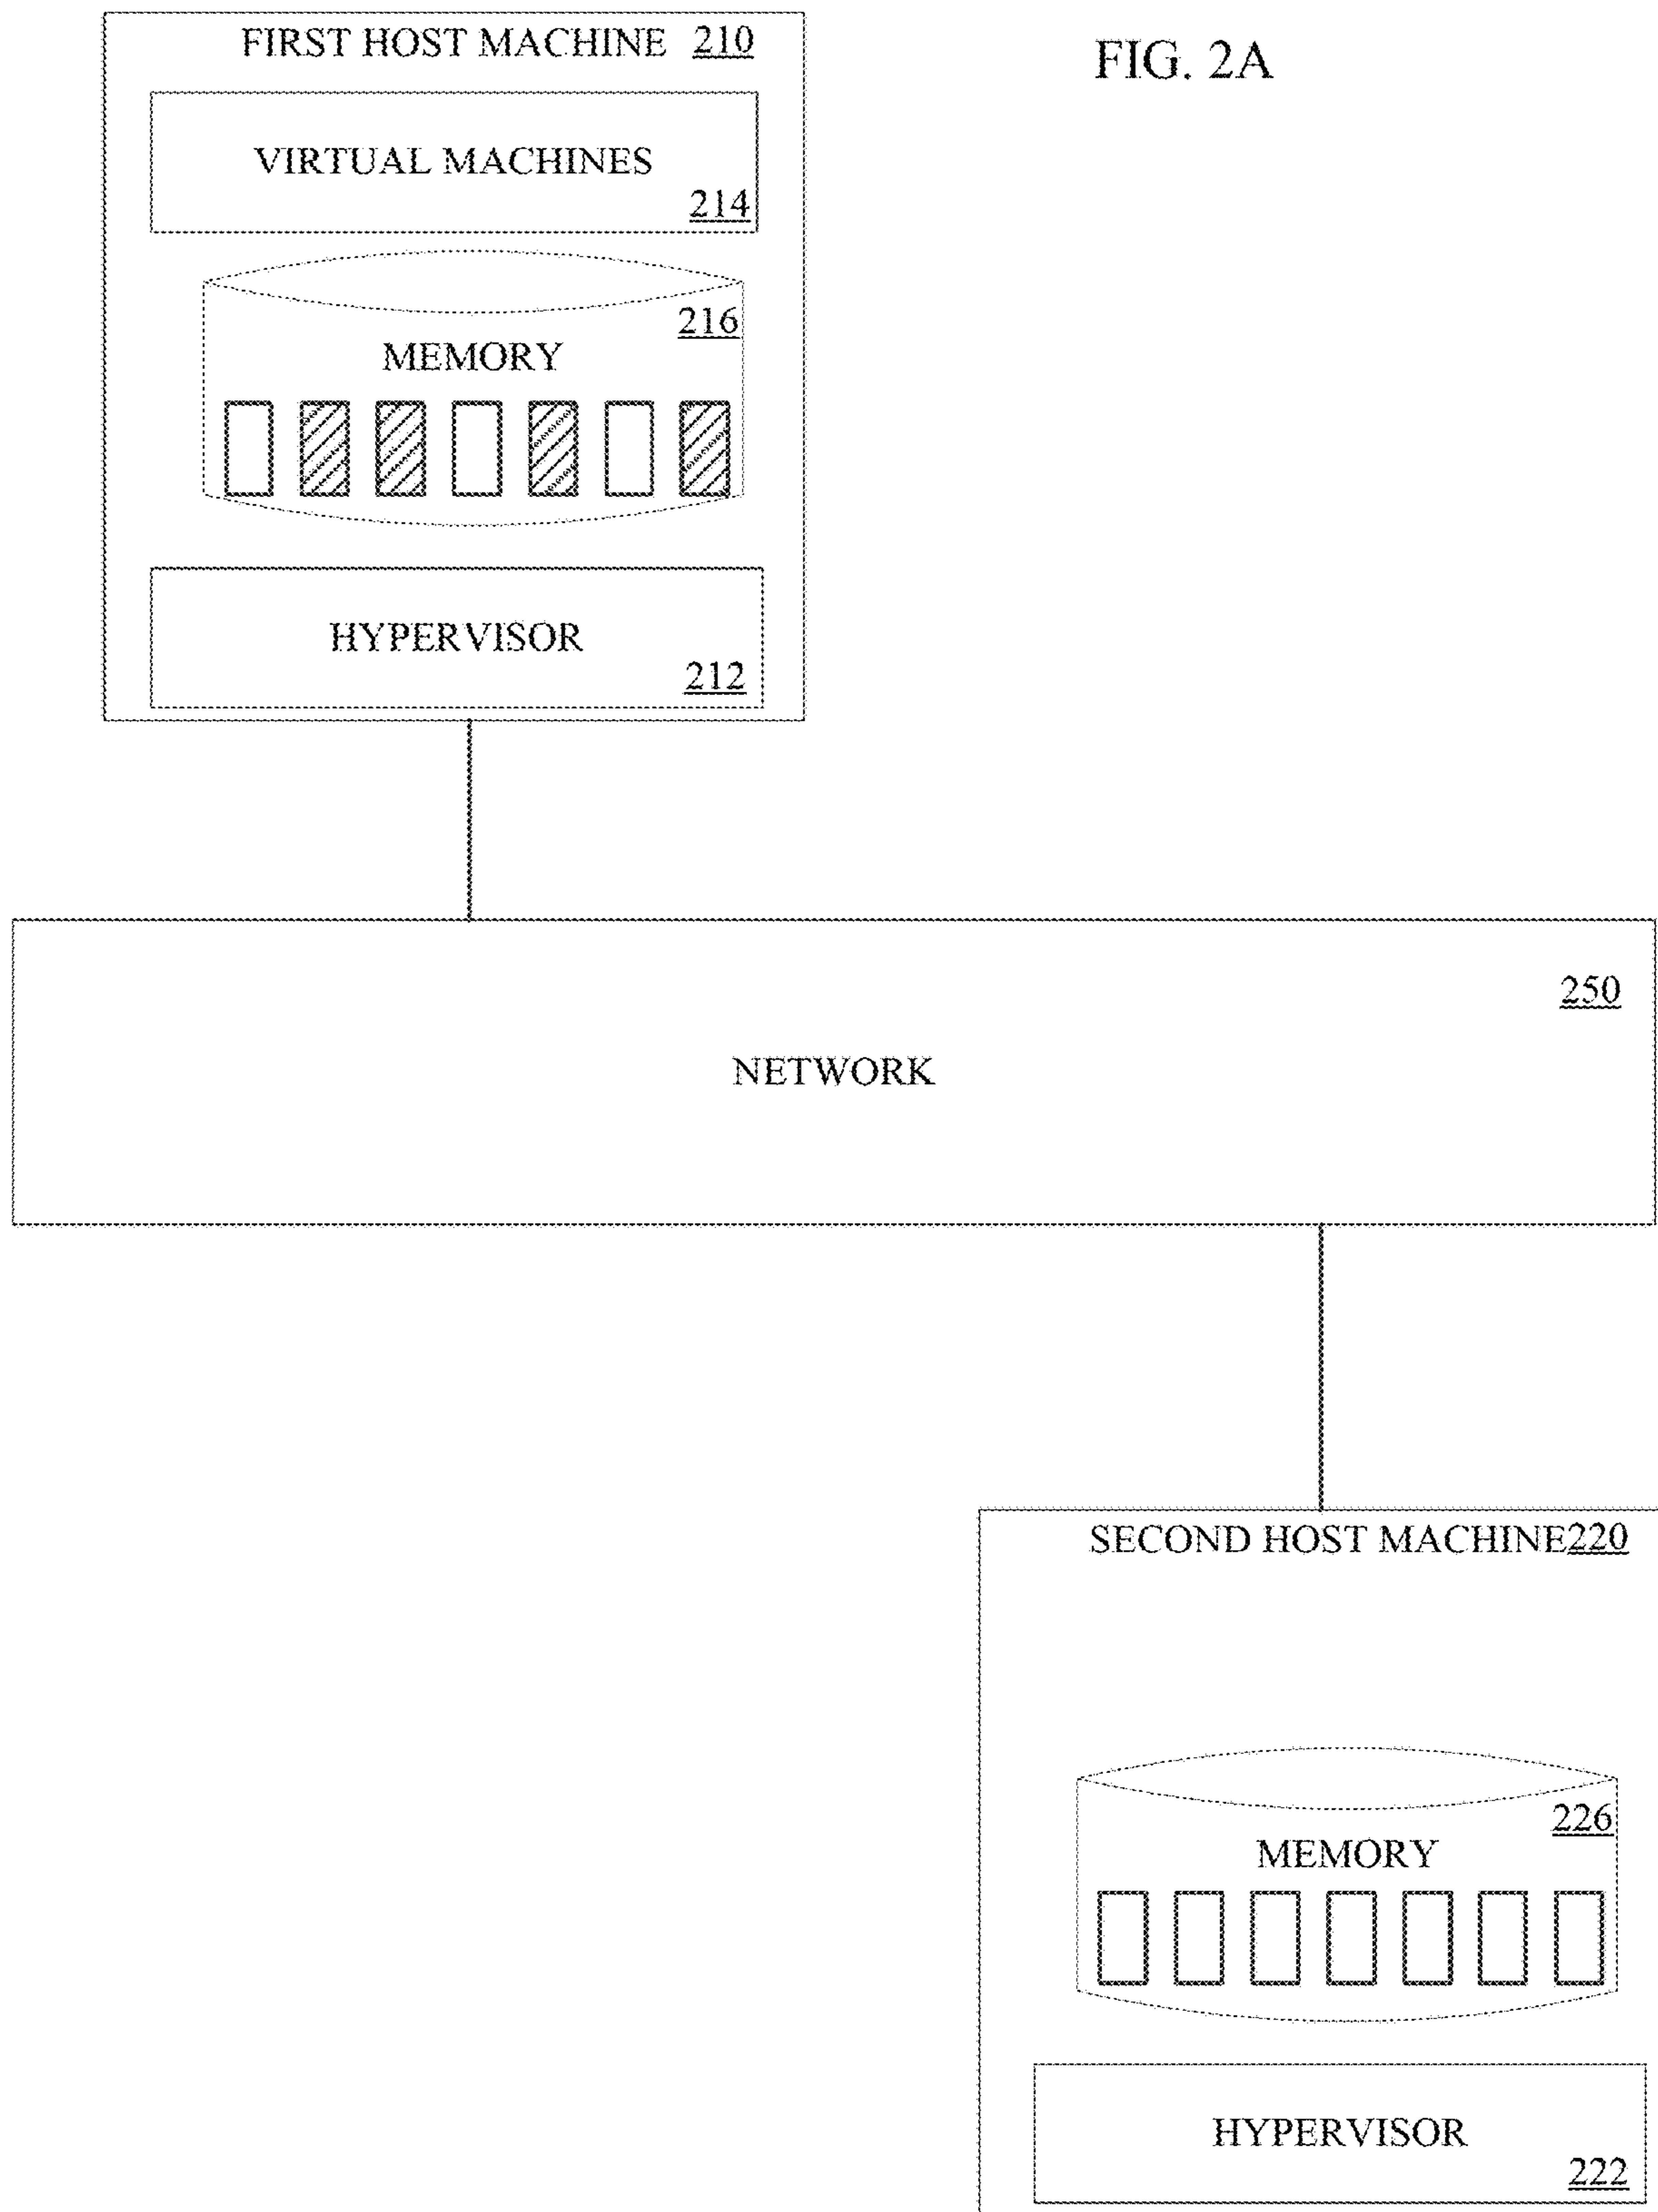 FIRST HOST MACHINE 210
FIG. 2A
VIRTUAL MACHINES
214
216
MEMORY
HYPERVISOR
212
250
NETWORK
SECOND HOST MACHINE220
226
MEMORY
HYPERVISOR
222